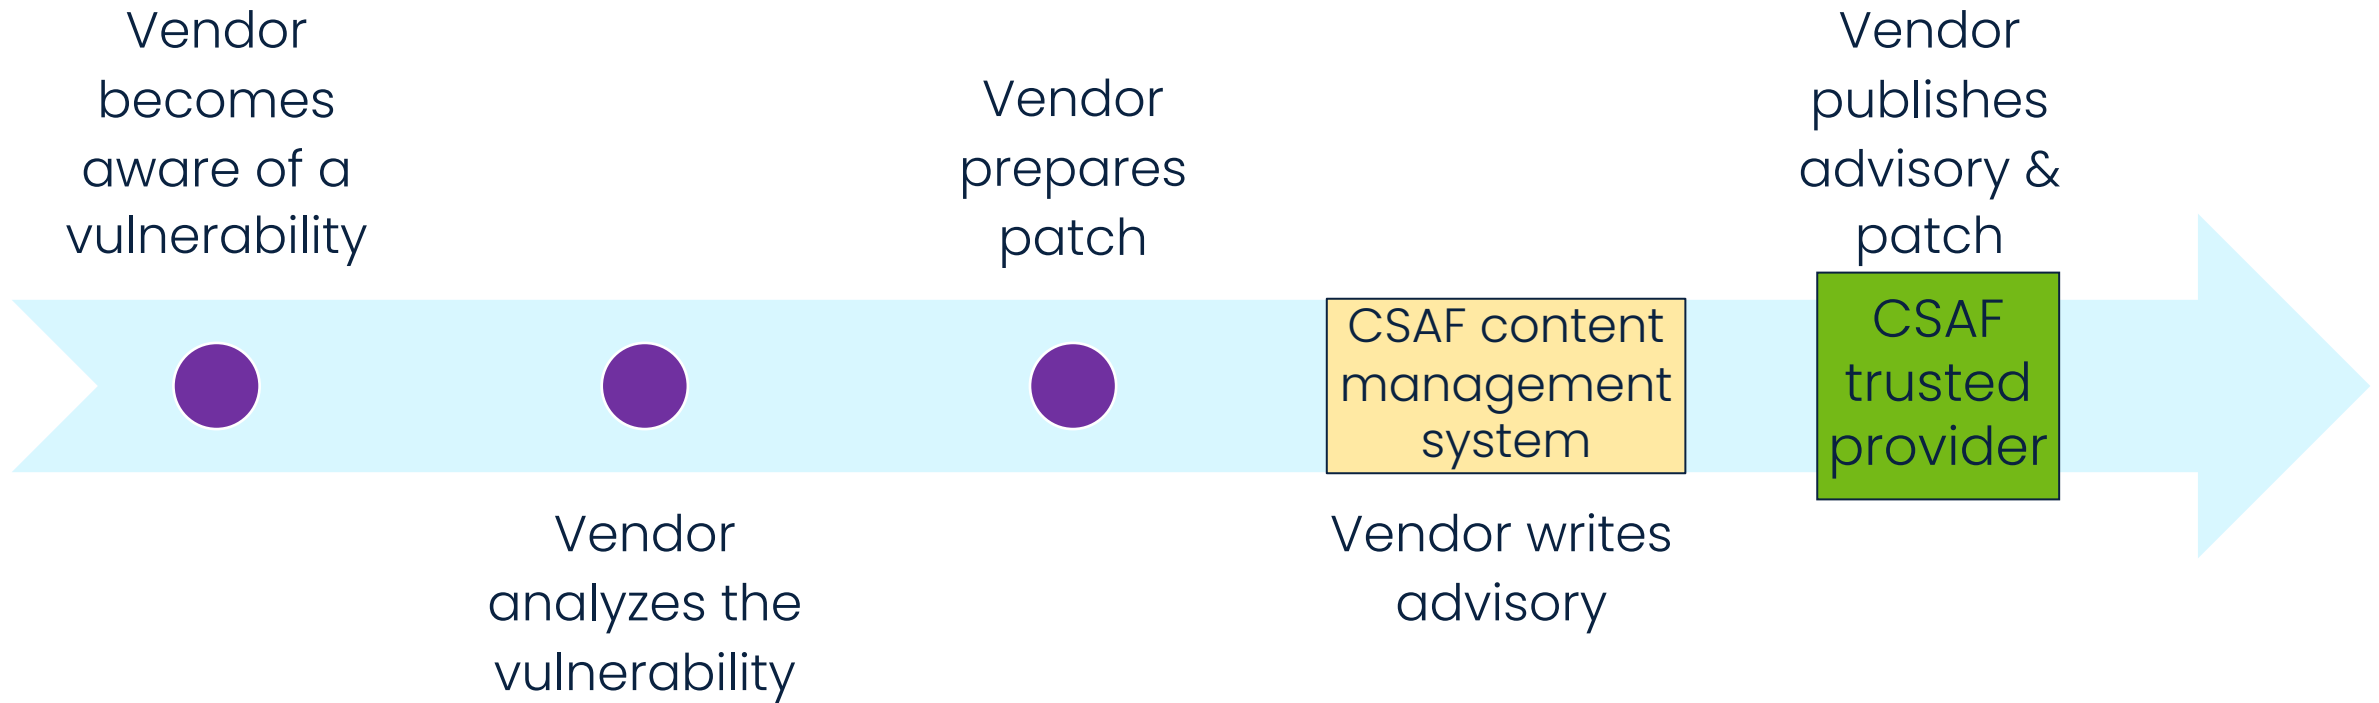 Vendor
becomes
aware of a
vulnerability
Vendor
analyzes the
vulnerability
Vendor
prepares
patch
CSAF content
management
system
Vendor writes
advisory
Vendor
publishes
advisory &
patch
CSAF
trusted
provider